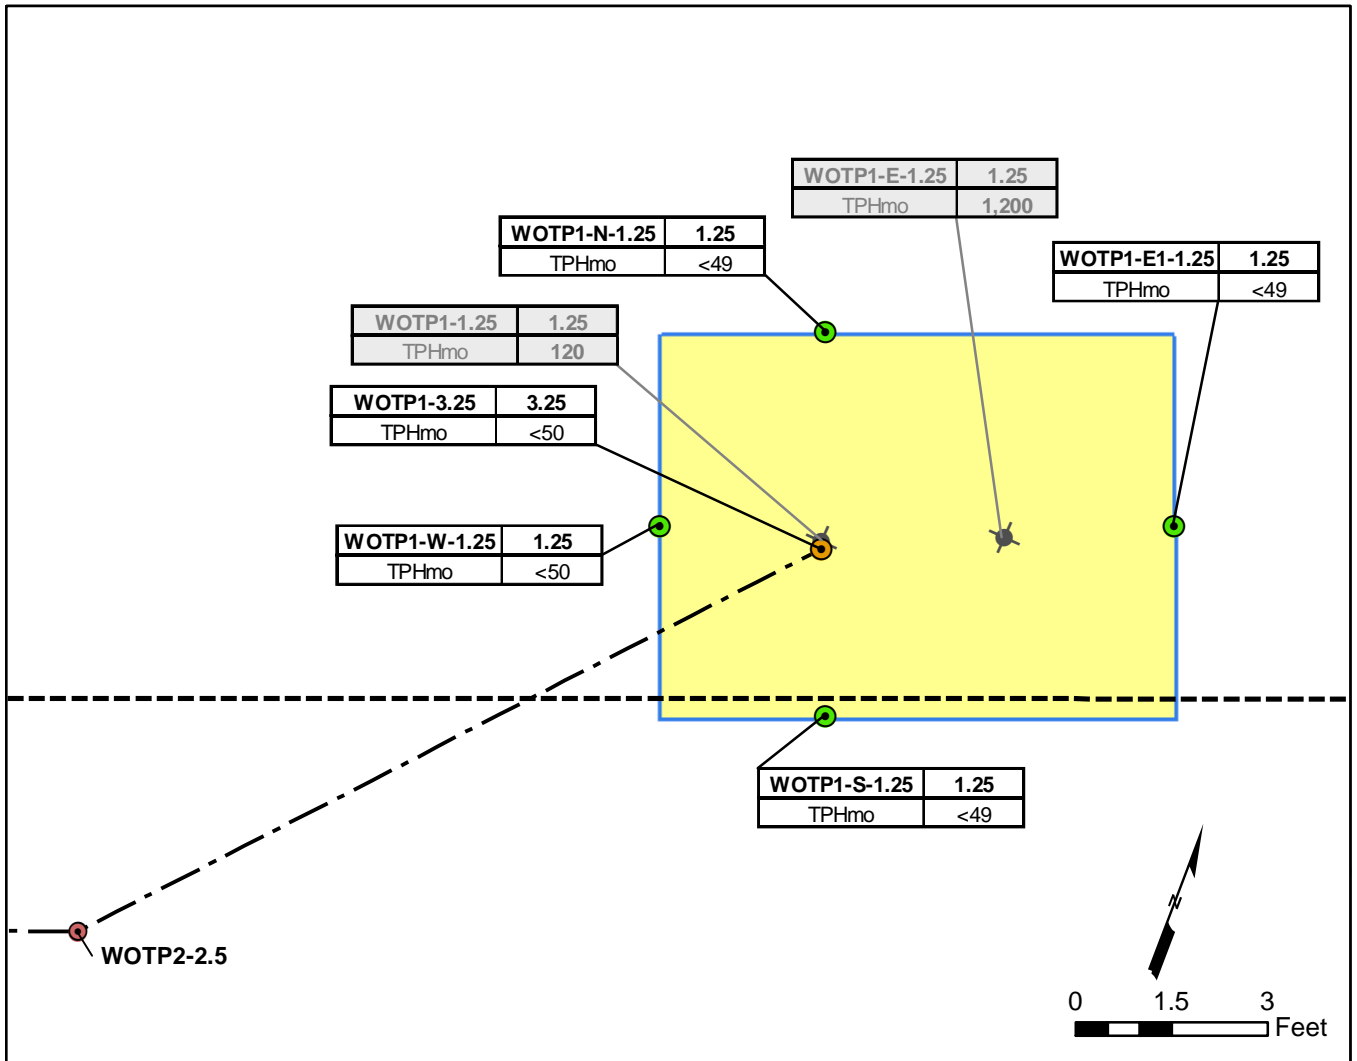 WOTP1-E-1.25 1.25
TPHmo 1,200
WOTP1-N-1.25 1.25
TPHmo <49
WOTP1-E1-1.25 1.25
TPHmo <49
WOTP1-1.25 1.25
TPHmo 120
WOTP1-3.25 3.25
TPHmo <50
WOTP1-W-1.25 1.25
TPHmo <50
WOTP1-S-1.25 1.25
TPHmo <49
WOTP2-2.5
N
0 1.5 3
Feet